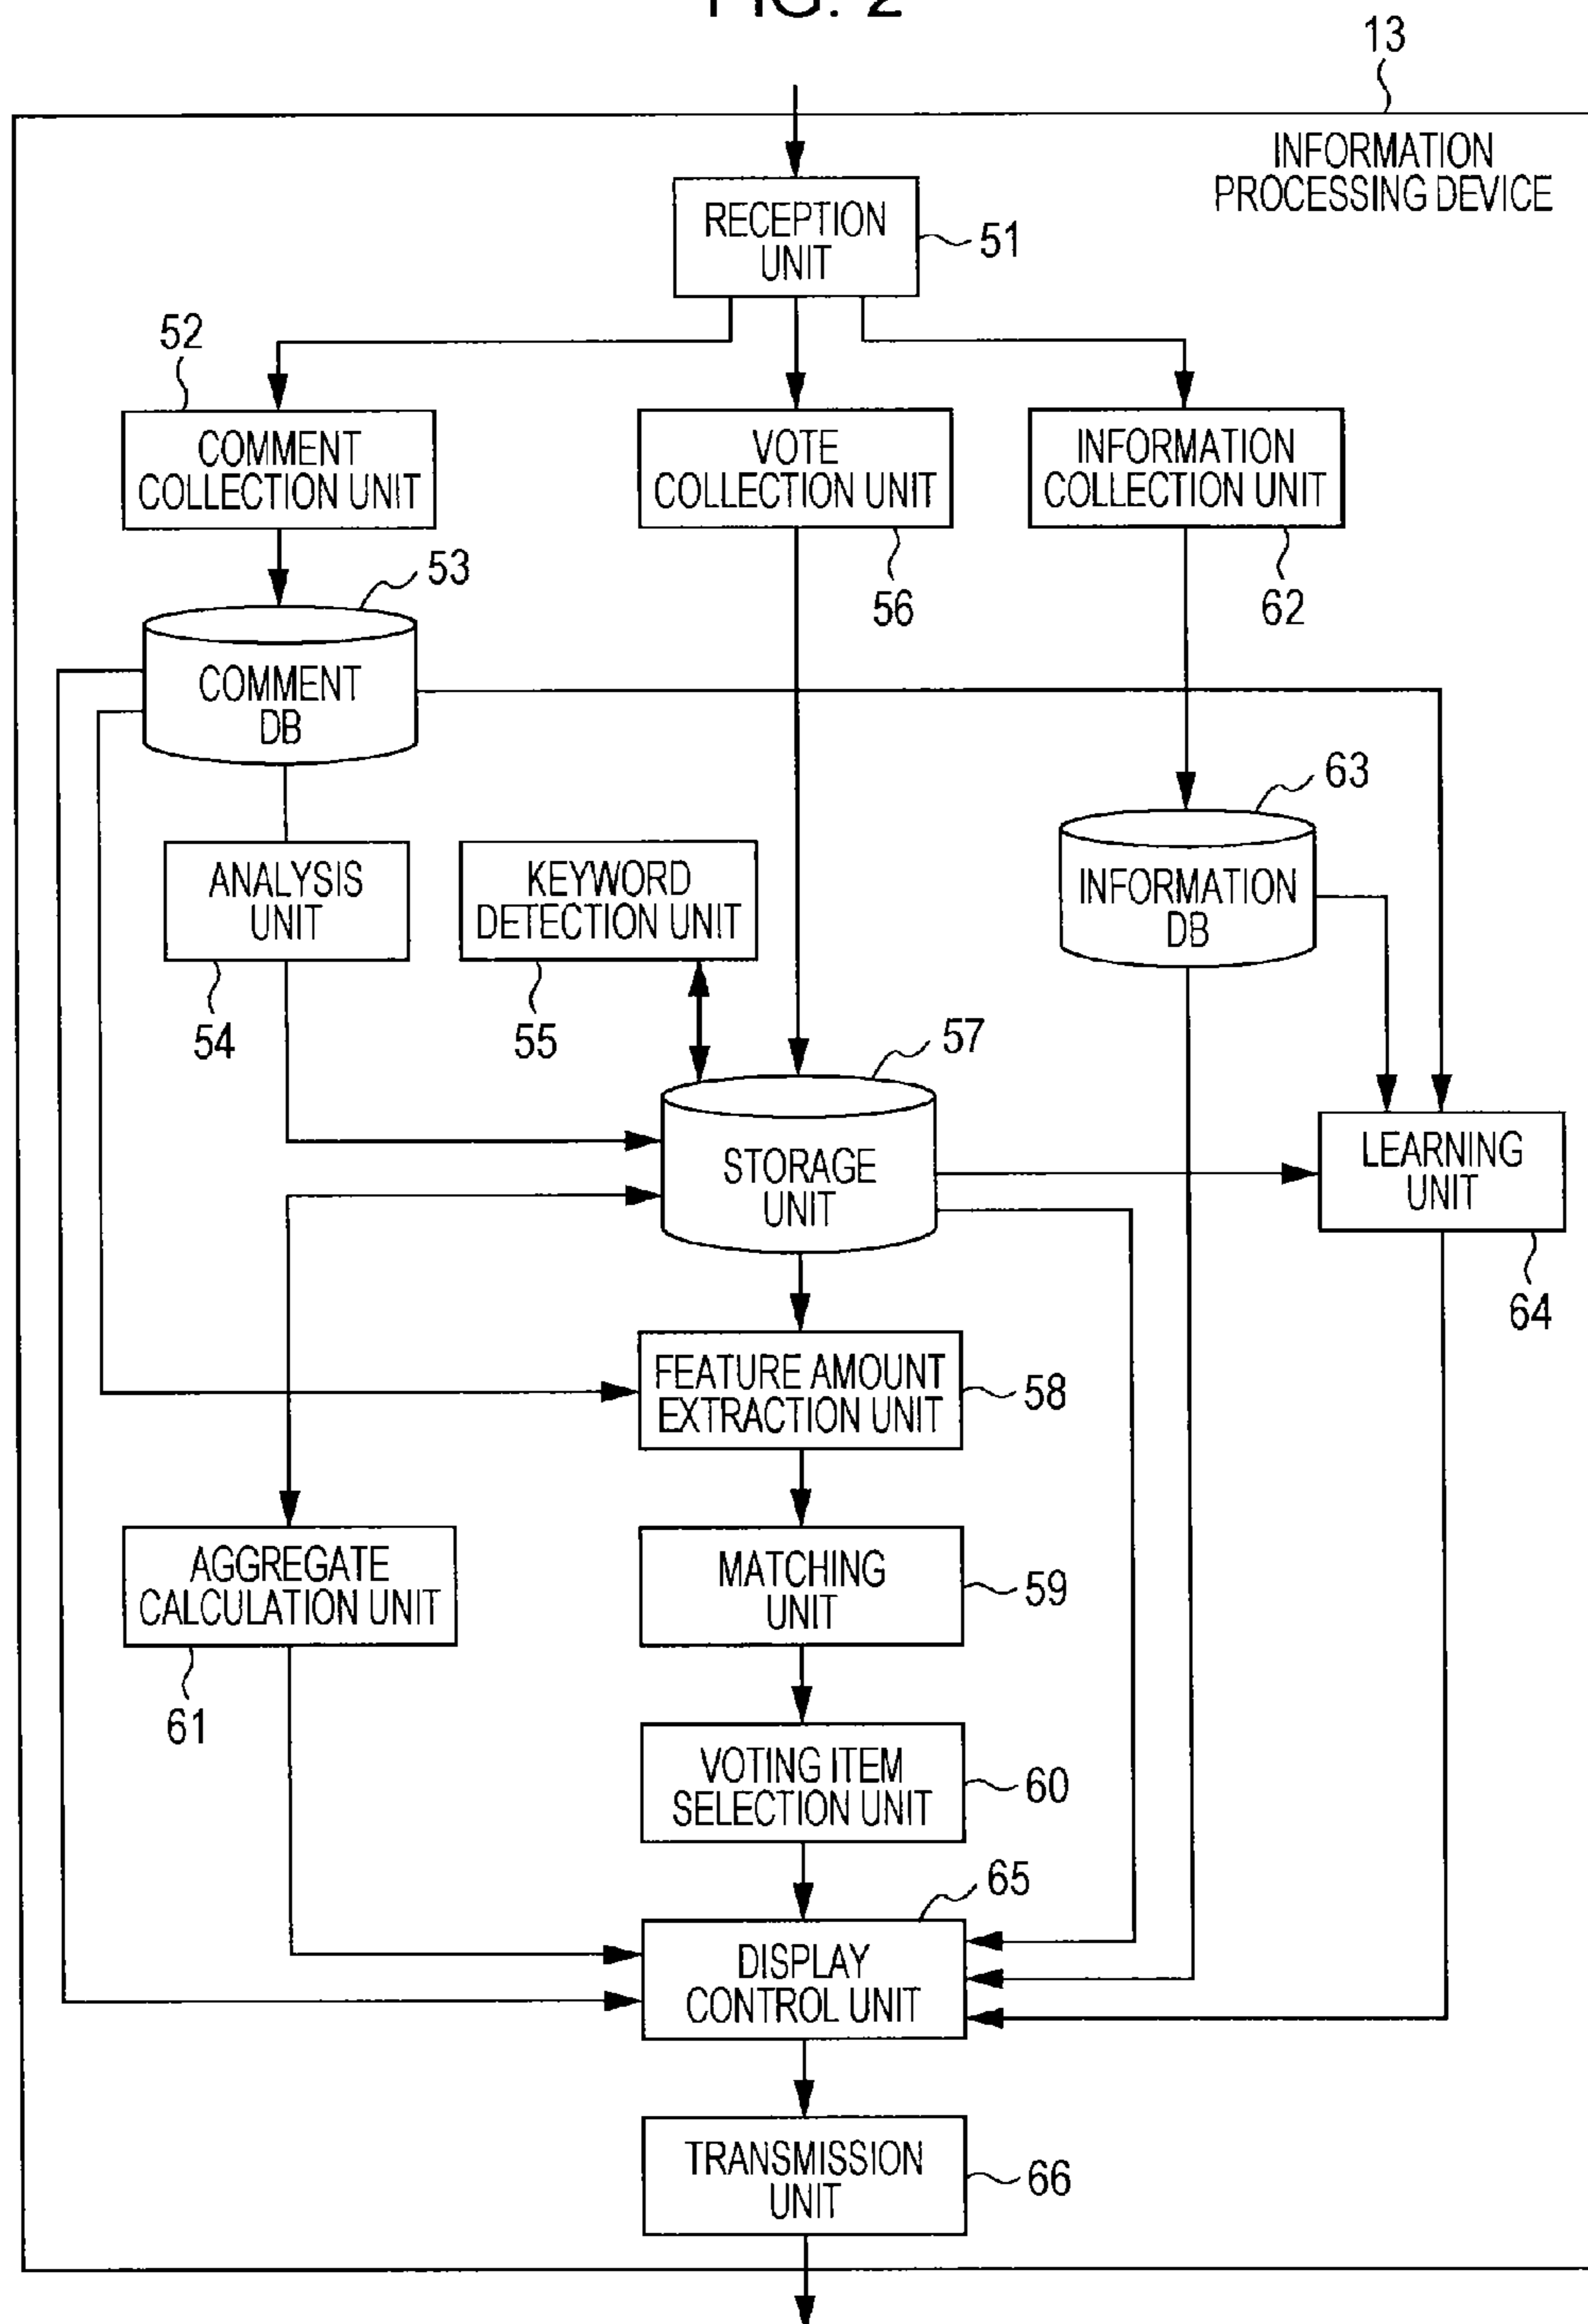 FIG. 2
13
INFORMATION
PROCESSING DEVICE
RECEPTION
UNIT
51
52
COMMENT
COLLECTION UNIT
VOTE
COLLECTION UNIT
INFORMATION
COLLECTION UNIT
53
56
62
COMMENT
DB
63
ANALYSIS
UNIT
KEYWORD
DETECTION UNIT
INFORMATION
DB
54
55
57
STORAGE
UNIT
LEARNING
UNIT
64
FEATURE AMOUNT
EXTRACTION UNIT
58
AGGREGATE
CALCULATION UNIT
MATCHING
UNIT
59
61
VOTING ITEM
SELECTION UNIT
60
65
DISPLAY
CONTROL UNIT
TRANSMISSION
UNIT
66